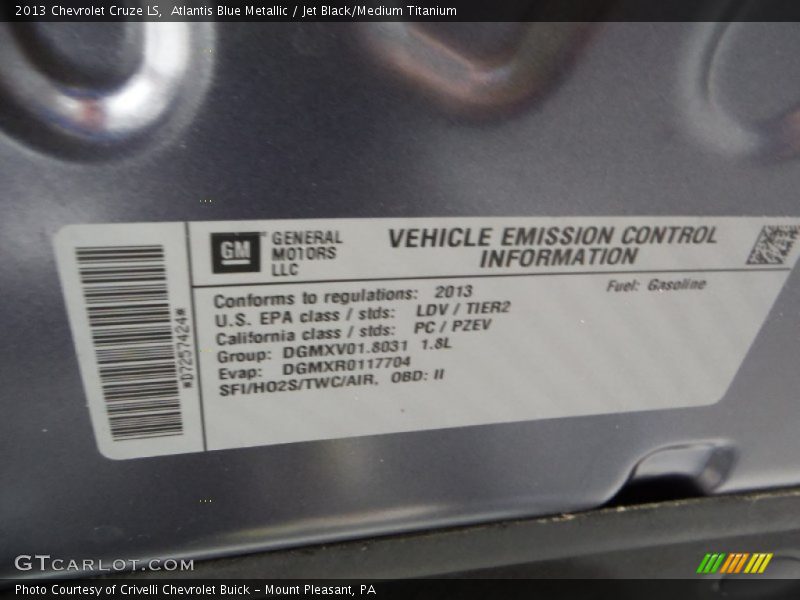 2013 Chevrolet Cruze LS,  Atlantis Blue Metallic / Jet Black/Medium Titanium
GM
GENERAL
MOTORS
LLC
VEHICLE EMISSION CONTROL
INFORMATION
*D7257424*
Conforms to regulations: 2013
Fuel: Gasoline
U.S. EPA class / stds: LDV / TIER2
California class / stds: PC / PZEV
Group: DGMXV01.8031 1.8L
Evap: DGMXR0117704
SFI/HO2S/TWC/AIR, OBD: II
GTCARLOT.COM
Photo Courtesy of Crivelli Chevrolet Buick - Mount Pleasant, PA